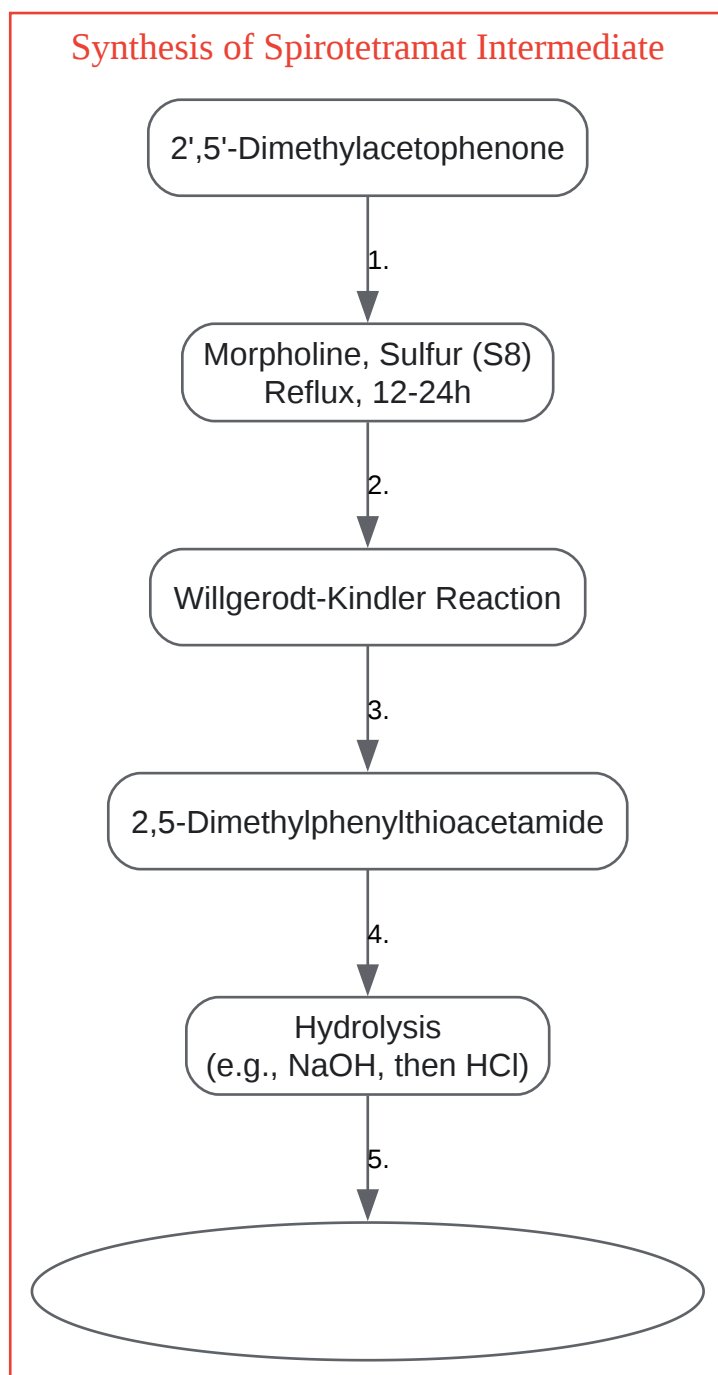 Synthesis of Spirotetramat Intermediate
2',5'-Dimethylacetophenone
1.
Morpholine, Sulfur (S8)
Reflux, 12-24h
2.
Willgerodt-Kindler Reaction
3.
2,5-Dimethylphenylthioacetamide
4.
Hydrolysis
(e.g., NaOH, then HCl)
5.